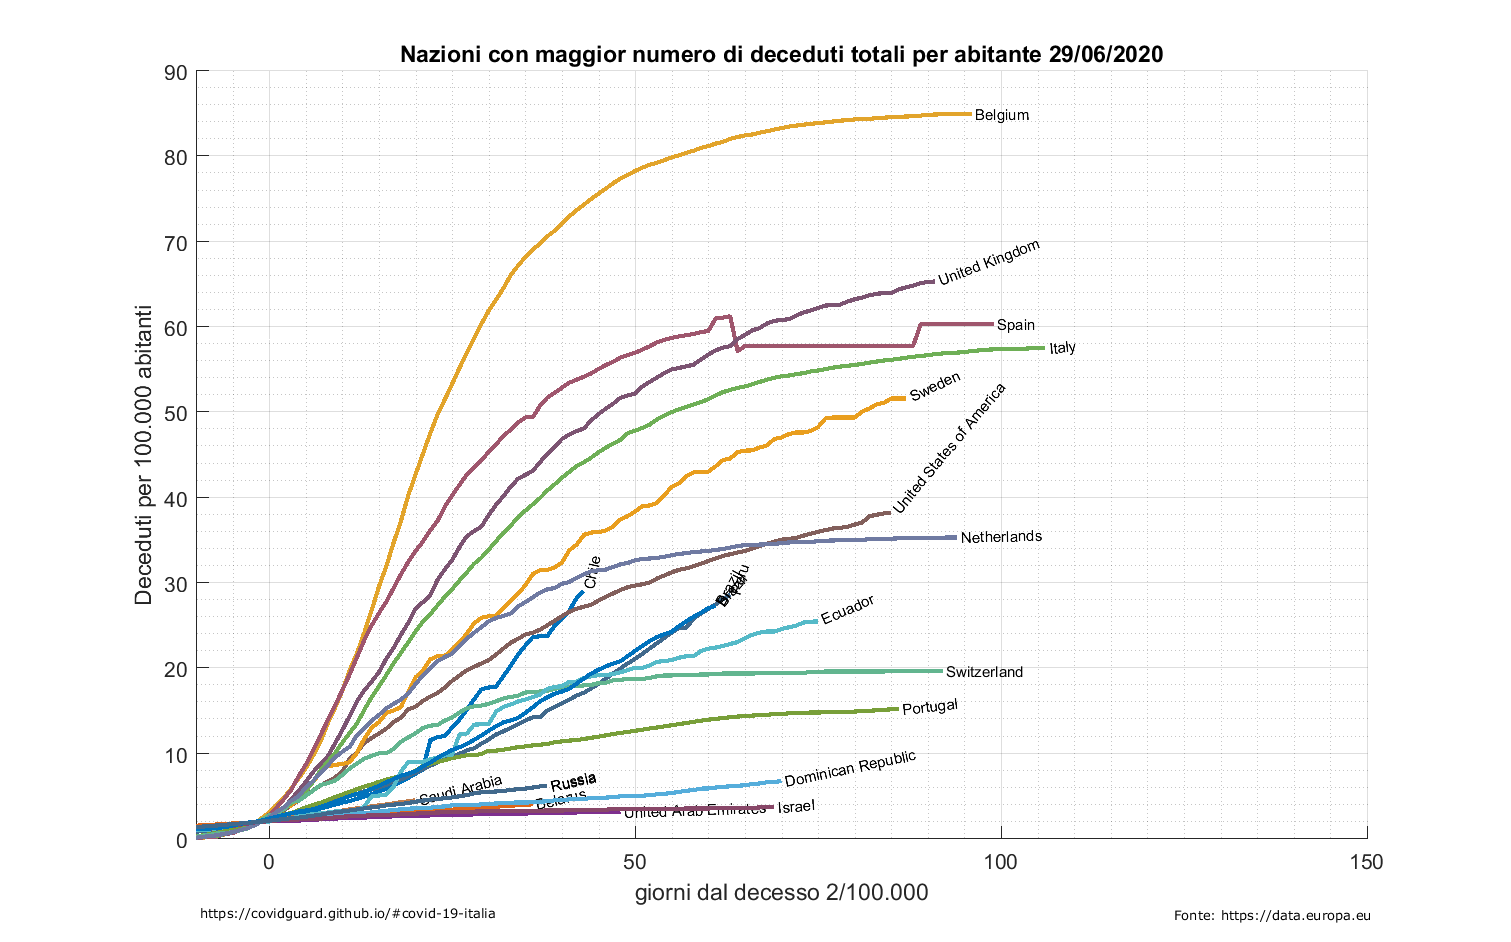 Nazioni con maggior numero di deceduti totali per abitante 29/06/2020
Deceduti per 100.000 abitanti
90
80
70
60
50
40
30
20
10
0
Belgium
United Kingdom
Spain
Italy
Sweden
United States of America
Netherlands
Chile
Brazil
Ecuador
Switzerland
Portugal
Dominican Republic
Saudi Arabia
Russia
Belarus
United Arab Emirates
Israel
0
50
100
150
giorni dal decesso 2/100.000
https://covidguard.github.io/#covid-19-italia
Fonte: https://data.europa.eu